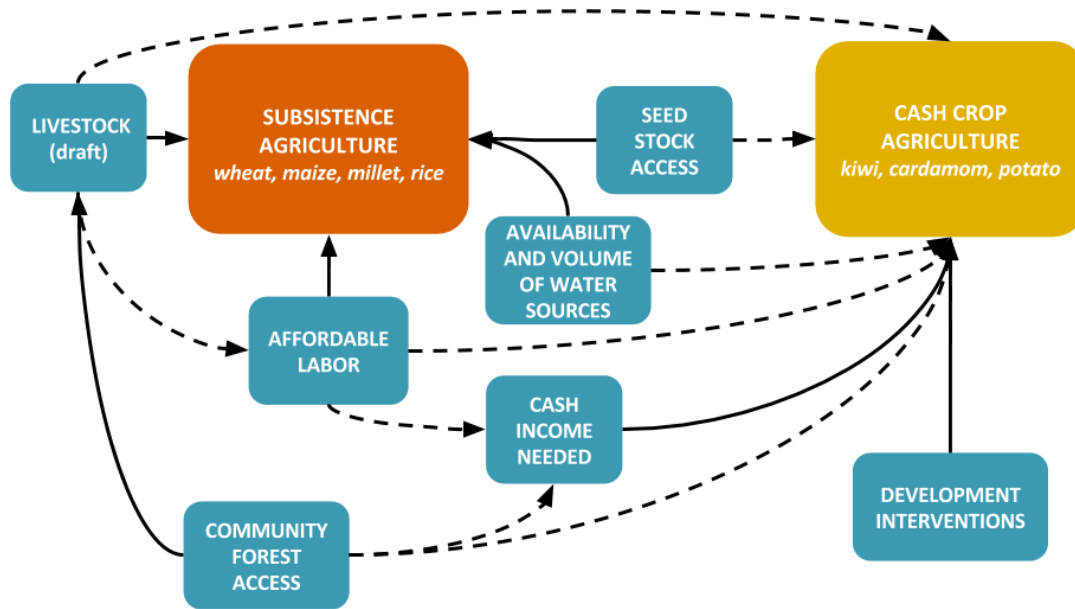 LIVESTOCK
(draft)
SUBSISTENCE
AGRICULTURE
wheat, maize, millet, rice
SEED
STOCK
ACCESS
CASH CROP
AGRICULTURE
kiwi, cardamom, potato
AVAILABILITY
AND VOLUME
OF WATER
SOURCES
AFFORDABLE
LABOR
CASH
INCOME
NEEDED
COMMUNITY
FOREST
ACCESS
DEVELOPMENT
INTERVENTIONS